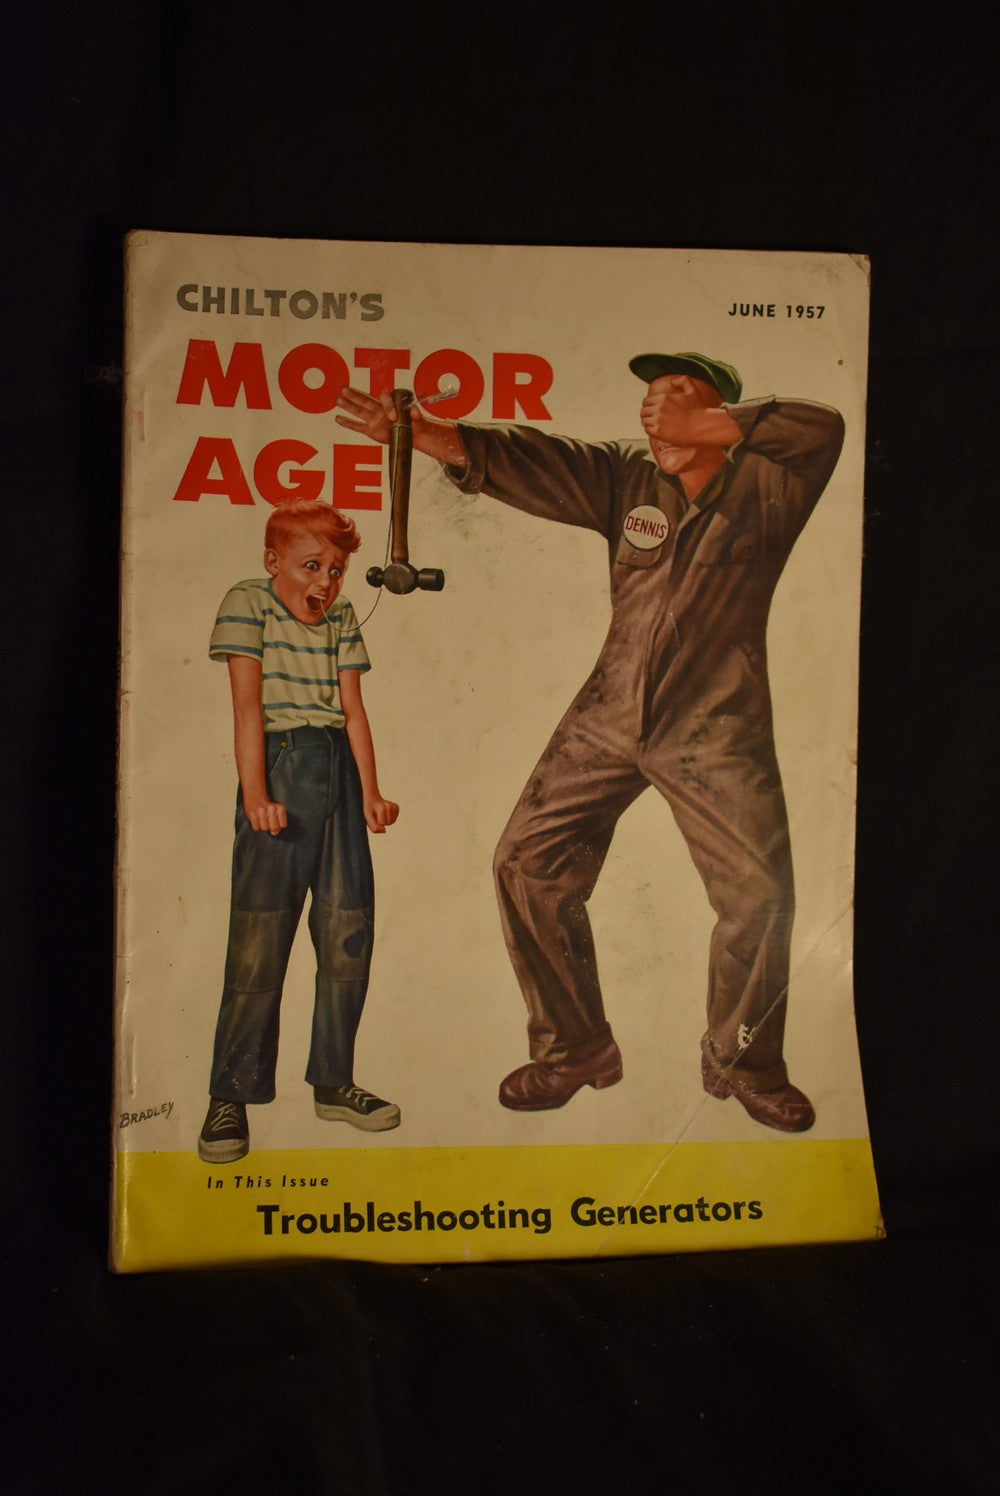 CHILTON'S
JUNE 1957
MOTOR
AGE
DENNIS
BRADLEY
In This Issue
Troubleshooting Generators